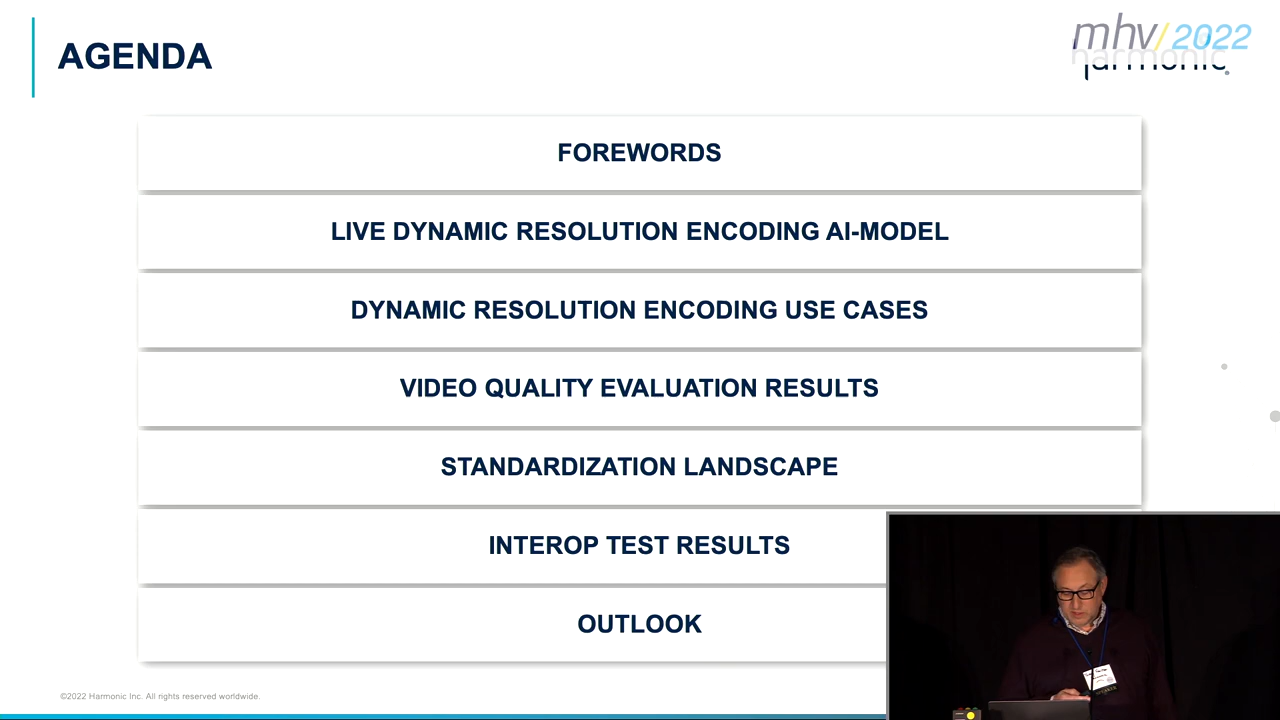 AGENDA
mhv/2022
harmonic
FOREWORDS
LIVE DYNAMIC RESOLUTION ENCODING AI-MODEL
DYNAMIC RESOLUTION ENCODING USE CASES
VIDEO QUALITY EVALUATION RESULTS
STANDARDIZATION LANDSCAPE
INTEROP TEST RESULTS
OUTLOOK
©2022 Harmonic Inc. All rights reserved worldwide.